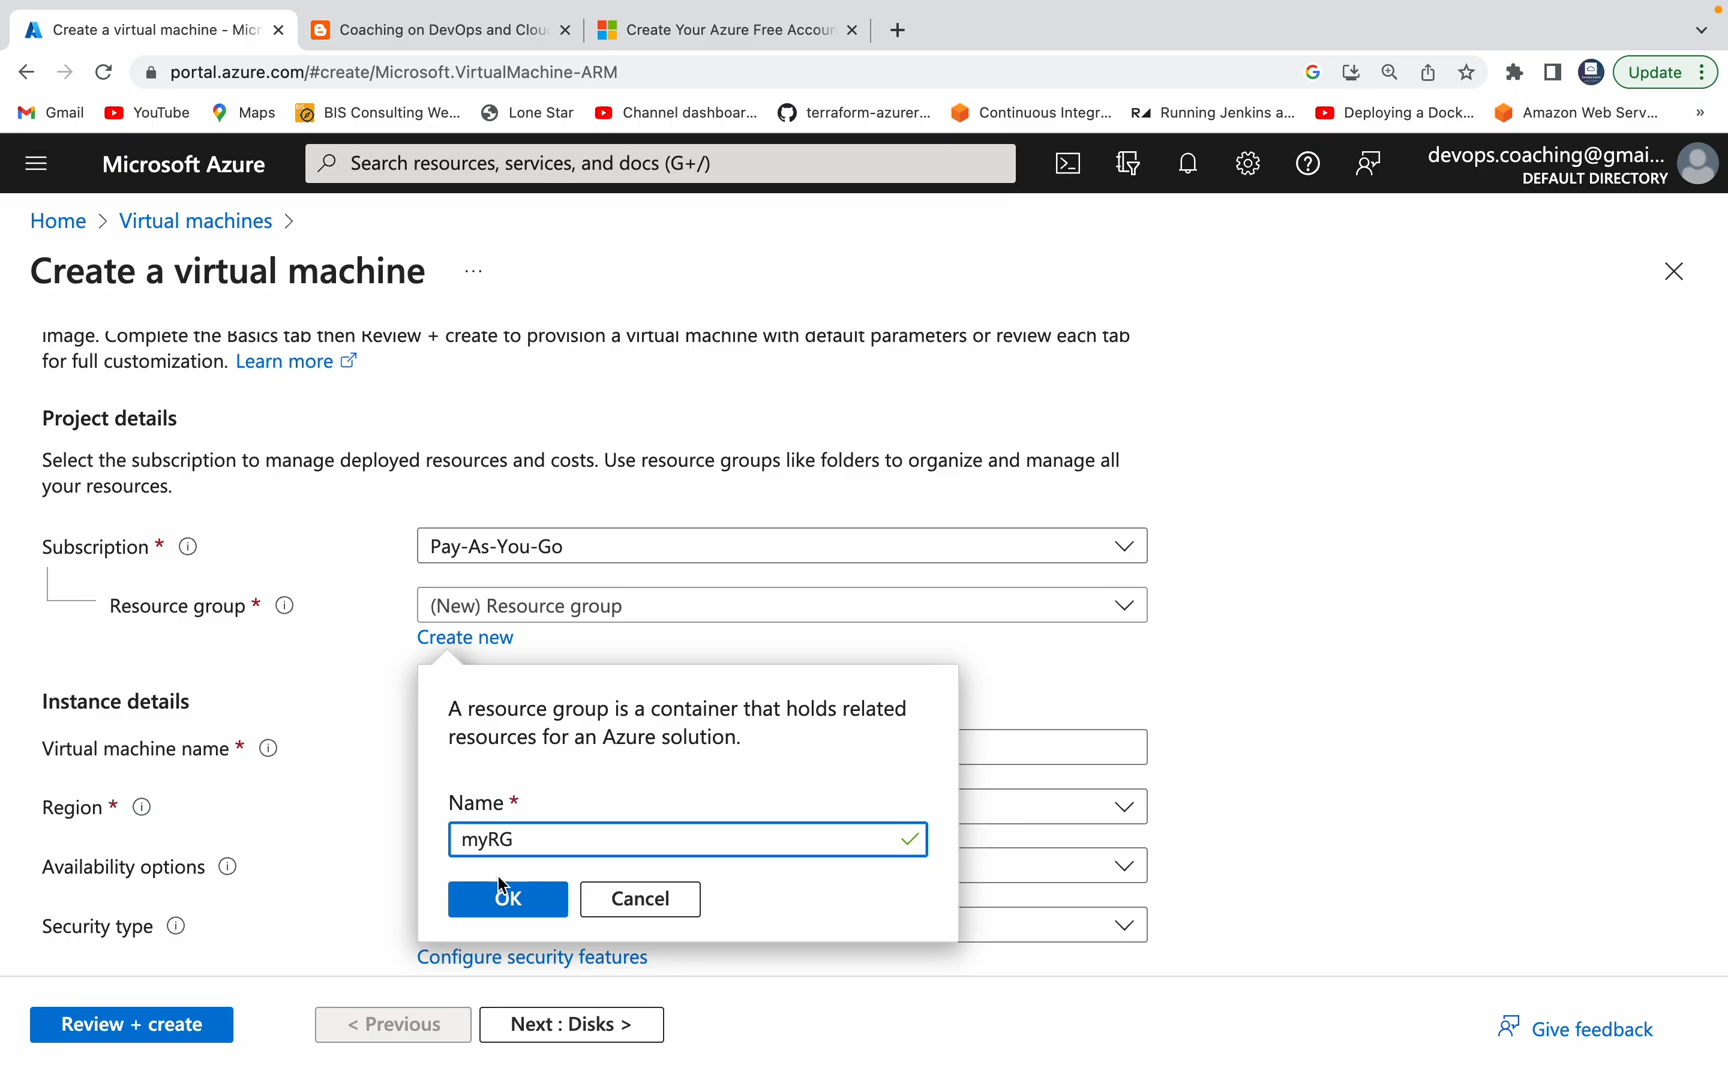 Create a virtual machine - Micr
Coaching on DevOps and Clou
Create Your Azure Free Accoun
portal.azure.com/#create/Microsoft.VirtualMachine-ARM
Update
Gmail
YouTube
Maps
BIS Consulting We...
Lone Star
Channel dashboar...
terraform-azurer...
Continuous Integr...
Running Jenkins a...
Deploying a Dock...
Amazon Web Serv...
»
Microsoft Azure
Search resources, services, and docs (G+/)
devops.coaching@gmai...
DEFAULT DIRECTORY
Home > Virtual machines >
Create a virtual machine ...
image. Complete the Basics tab then Review + create to provision a virtual machine with default parameters or review each tab
for full customization. Learn more
Project details
Select the subscription to manage deployed resources and costs. Use resource groups like folders to organize and manage all
your resources.
Subscription *
Pay-As-You-Go
Resource group *
(New) Resource group
Create new
A resource group is a container that holds related
resources for an Azure solution.
Name *
myRG
OK
Cancel
Instance details
Virtual machine name *
Region *
Availability options
Security type
Configure security features
Review + create
< Previous
Next : Disks >
Give feedback